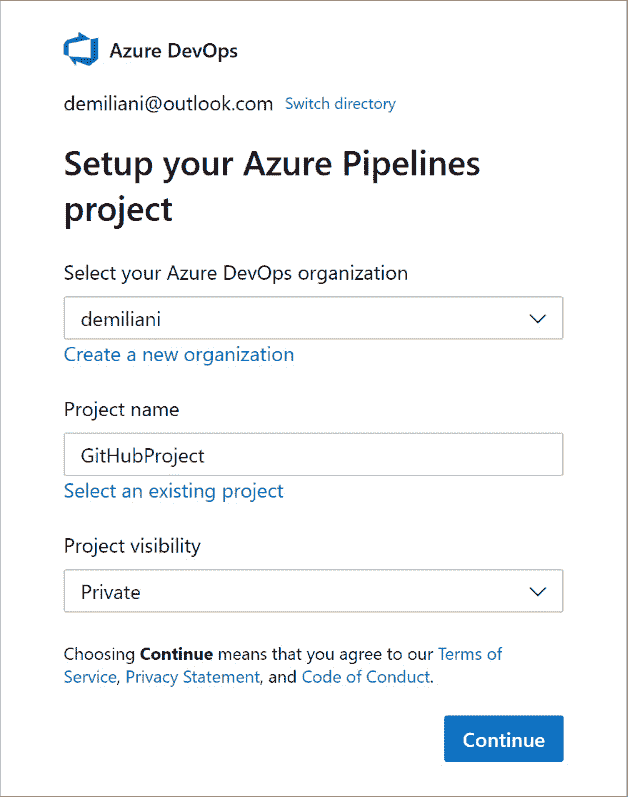 Azure DevOps
demiliani@outlook.com Switch directory
Setup your Azure Pipelines
project
Select your Azure DevOps organization
demiliani
Create a new organization
Project name
GitHubProject
Select an existing project
Project visibility
Private
Choosing Continue means that you agree to our Terms of
Service, Privacy Statement, and Code of Conduct.
Continue